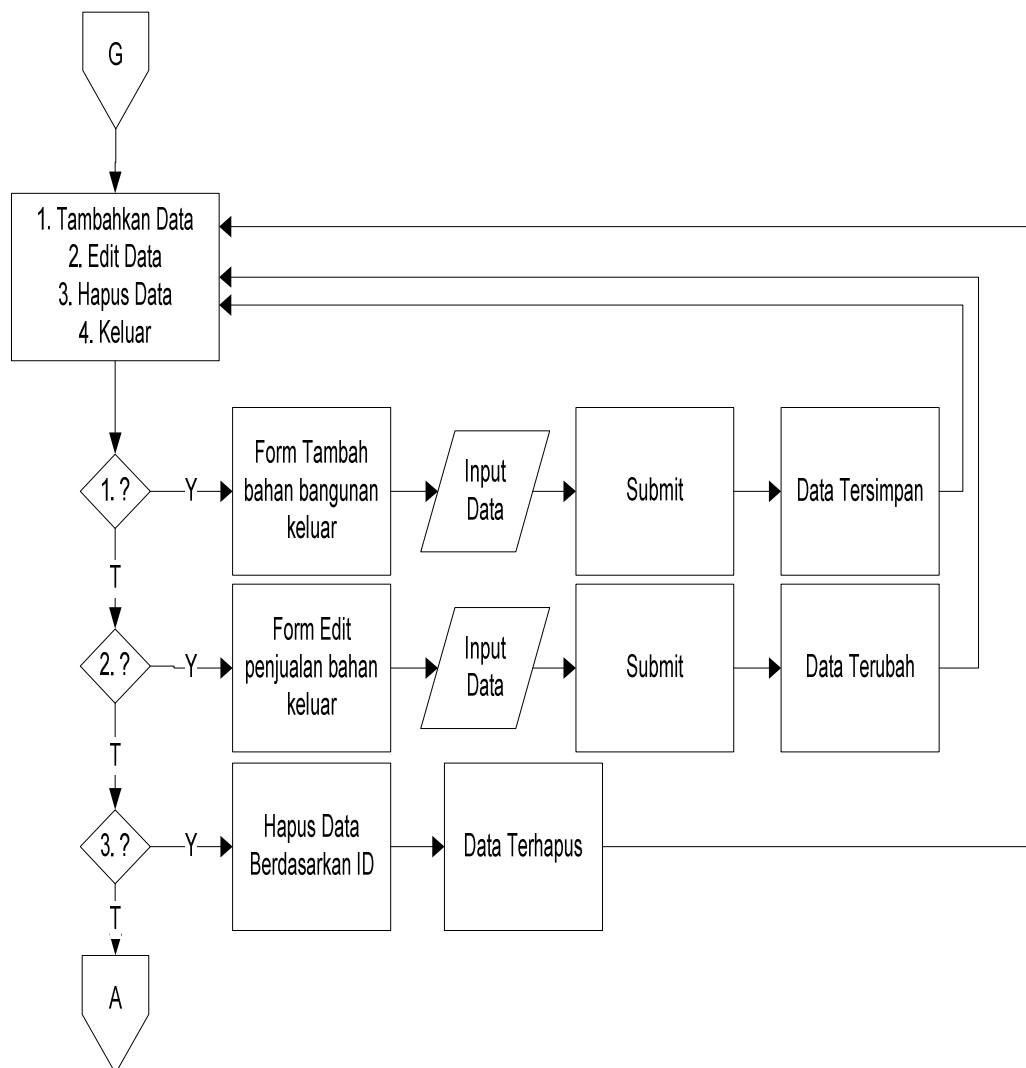 G
1. Tambahkan Data
2. Edit Data
3. Hapus Data
4. Keluar
1. ?
Y
Form Tambah
bahan bangunan
keluar
Input
Data
Submit
Data Tersimpan
T
2. ?
Y
Form Edit
penjualan bahan
keluar
Input
Data
Submit
Data Terubah
T
3. ?
Y
Hapus Data
Berdasarkan ID
Data Terhapus
T
A